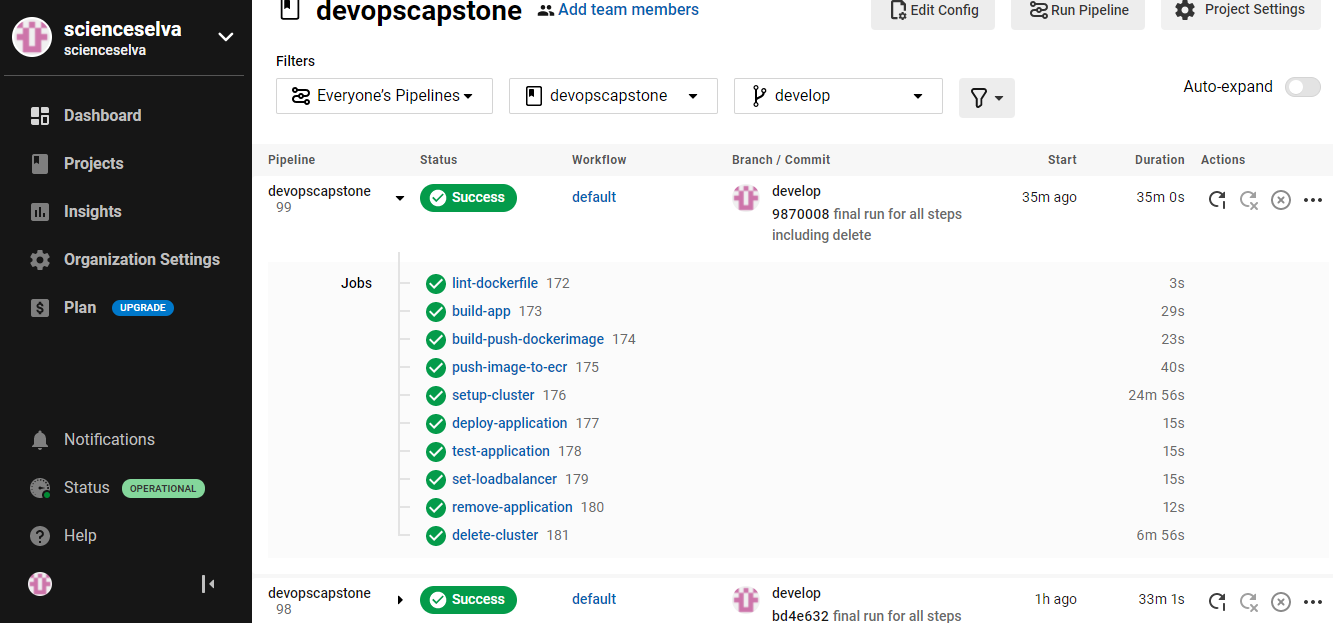 scienceselva
scienceselva
Dashboard
Projects
Insights
Organization Settings
Plan UPGRADE
Notifications
Status OPERATIONAL
Help
devopscapstone Add team members Edit Config Run Pipeline Project Settings
Filters
Everyone's Pipelines devopscapstone develop Auto-expand
Pipeline Status Workflow Branch / Commit Start Duration Actions
devopscapstone Success default develop 35m ago 35m 0s
99 9870008 final run for all steps
including delete
Jobs lint-dockerfile 172 3s
build-app 173 29s
build-push-dockerimage 174 23s
push-image-to-ecr 175 40s
setup-cluster 176 24m 56s
deploy-application 177 15s
test-application 178 15s
set-loadbalancer 179 15s
remove-application 180 12s
delete-cluster 181 6m 56s
devopscapstone Success default develop 1h ago 33m 1s
98 bd4e632 final run for all steps